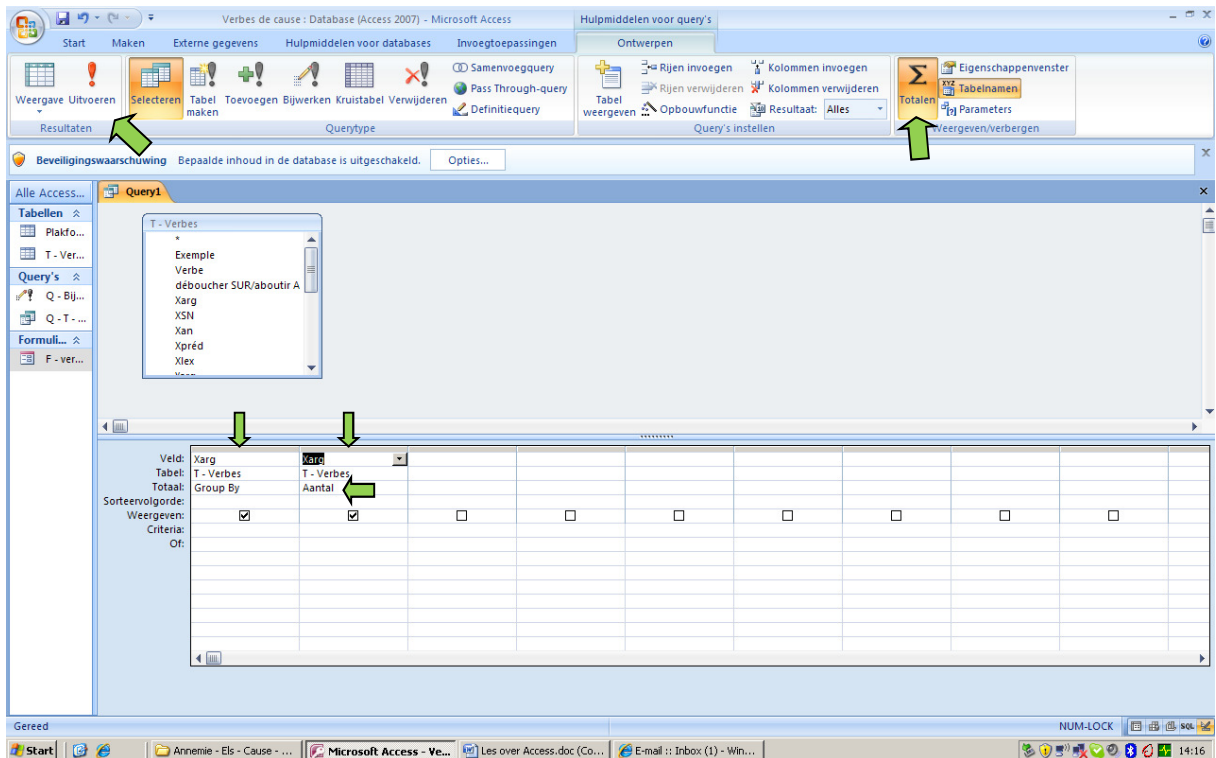 Verbes de cause : Database (Access 2007) - Microsoft Access
Hulpmiddelen voor query's
Start Maken Externe gegevens Hulpmiddelen voor databases Invoegtoepassingen Ontwerpen
Weergave Uitvoeren
Resultaten
Selecteren Tabel maken Toevoegen Bijwerken Kruistabel Verwijderen
Samenvoegquery
Pass Through-query
Definitiequery
Querytype
Tabel weergeven
Rijen invoegen
Rijen verwijderen
Opbouwfunctie
Kolommen invoegen
Kolommen verwijderen
Resultaat: Alles
Query's instellen
Totalen
Eigenschappenvenster
XYZ Tabelnamen
Parameters
Weergeven/verbergen
Beveiligingswaarschuwing Bepaalde inhoud in de database is uitgeschakeld. Opties...
Alle Access...
Tabellen
Plakfo...
T - Ver...
Query's
Q - Bij...
Q - T - ...
Formuli...
F - ver...
Query1
T - Verbes
*
Exemple
Verbe
déboucher SUR/aboutir A
Xarg
XSN
Xan
Xpréd
Xlex
Veld: Xarg Xarg
Tabel: T - Verbes T - Verbes
Totaal: Group By Aantal
Sorteervolgorde:
Weergeven:
Criteria:
Of:
Gereed
NUM-LOCK
SQL
Start
Annemie - Els - Cause - ...
Microsoft Access - Ve...
Les over Access.doc (Co...
E-mail :: Inbox (1) - Win...
14:16